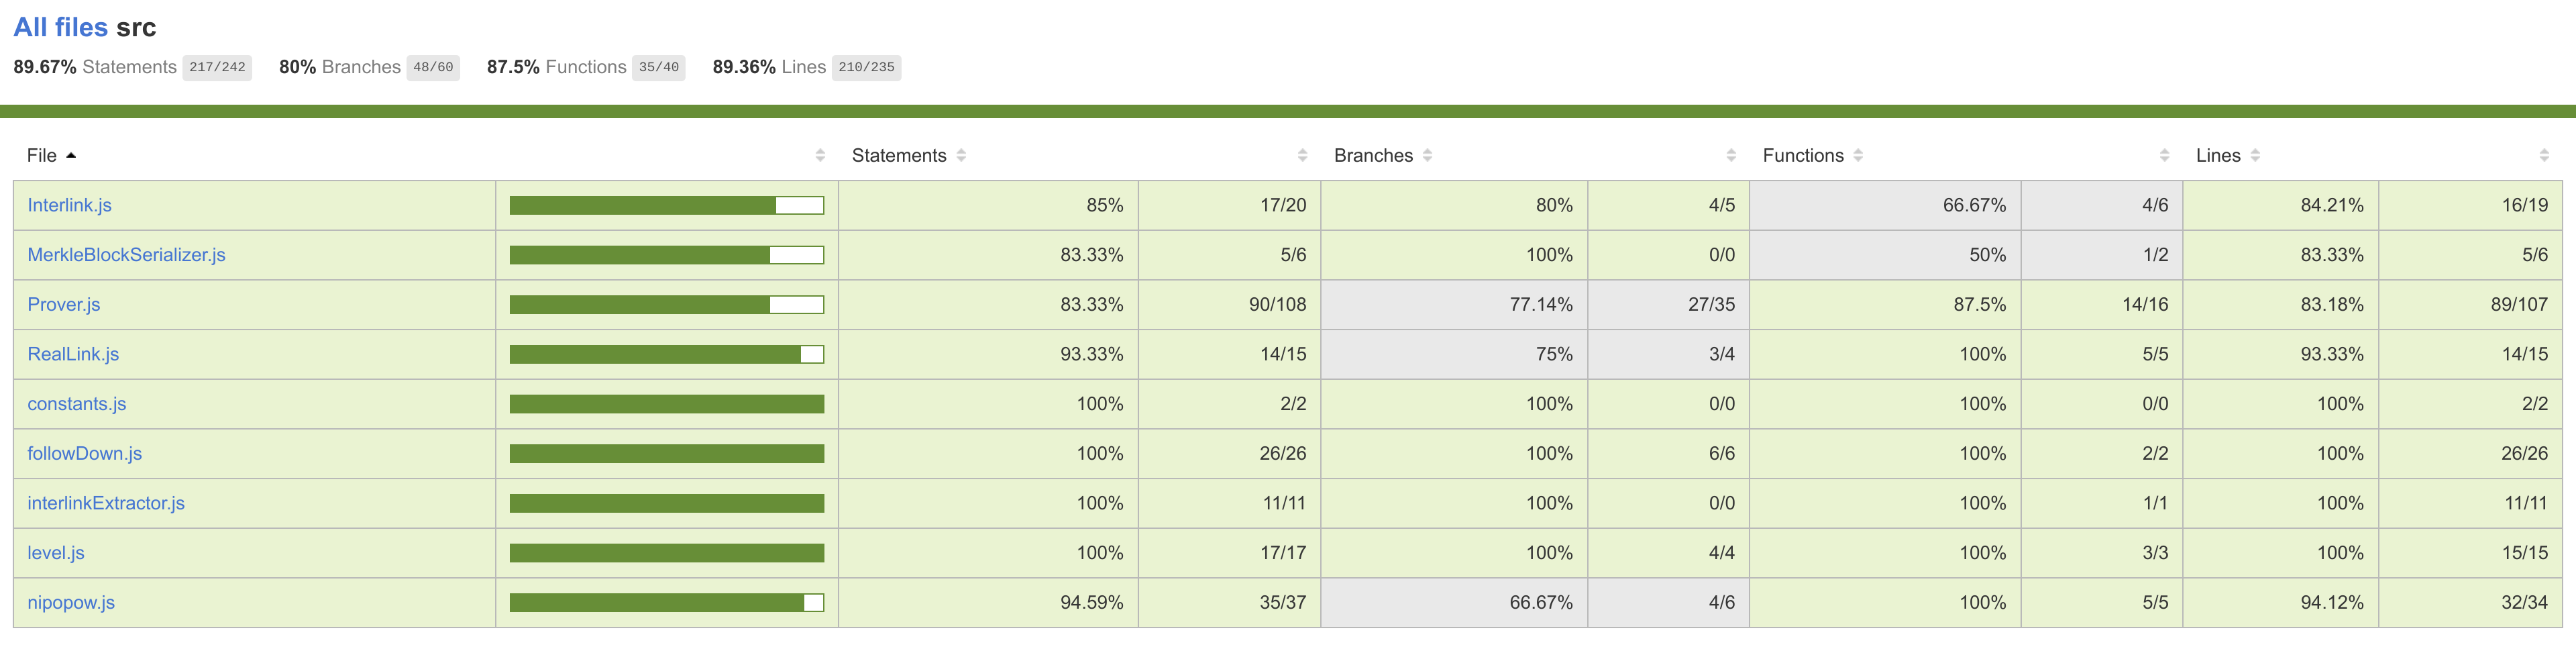 All files src
89.67% Statements 217/242 80% Branches 48/60 87.5% Functions 35/40 89.36% Lines 210/235
File Statements Branches Functions Lines
Interlink.js 85% 17/20 80% 4/5 66.67% 4/6 84.21% 16/19
MerkleBlockSerializer.js 83.33% 5/6 100% 0/0 50% 1/2 83.33% 5/6
Prover.js 83.33% 90/108 77.14% 27/35 87.5% 14/16 83.18% 89/107
RealLink.js 93.33% 14/15 75% 3/4 100% 5/5 93.33% 14/15
constants.js 100% 2/2 100% 0/0 100% 0/0 100% 2/2
followDown.js 100% 26/26 100% 6/6 100% 2/2 100% 26/26
interlinkExtractor.js 100% 11/11 100% 0/0 100% 1/1 100% 11/11
level.js 100% 17/17 100% 4/4 100% 3/3 100% 15/15
nipopow.js 94.59% 35/37 66.67% 4/6 100% 5/5 94.12% 32/34